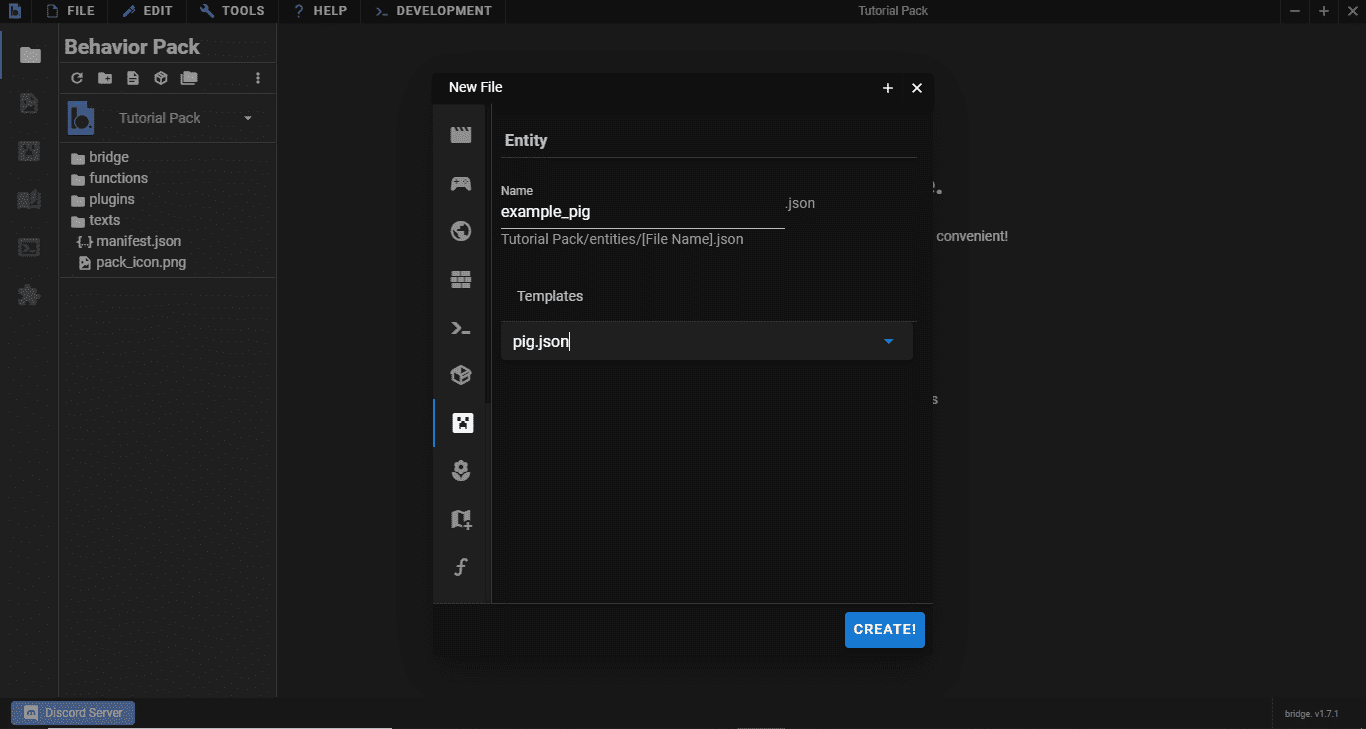 FILE EDIT TOOLS ? HELP >_ DEVELOPMENT Tutorial Pack
Behavior Pack
Tutorial Pack
bridge
functions
plugins
texts
{..} manifest.json
pack_icon.png
New File
Entity
Name
example_pig
.json
Tutorial Pack/entities/[File Name].json
Templates
pig.json
CREATE!
e.
convenient!
s
Discord Server
bridge. v1.7.1